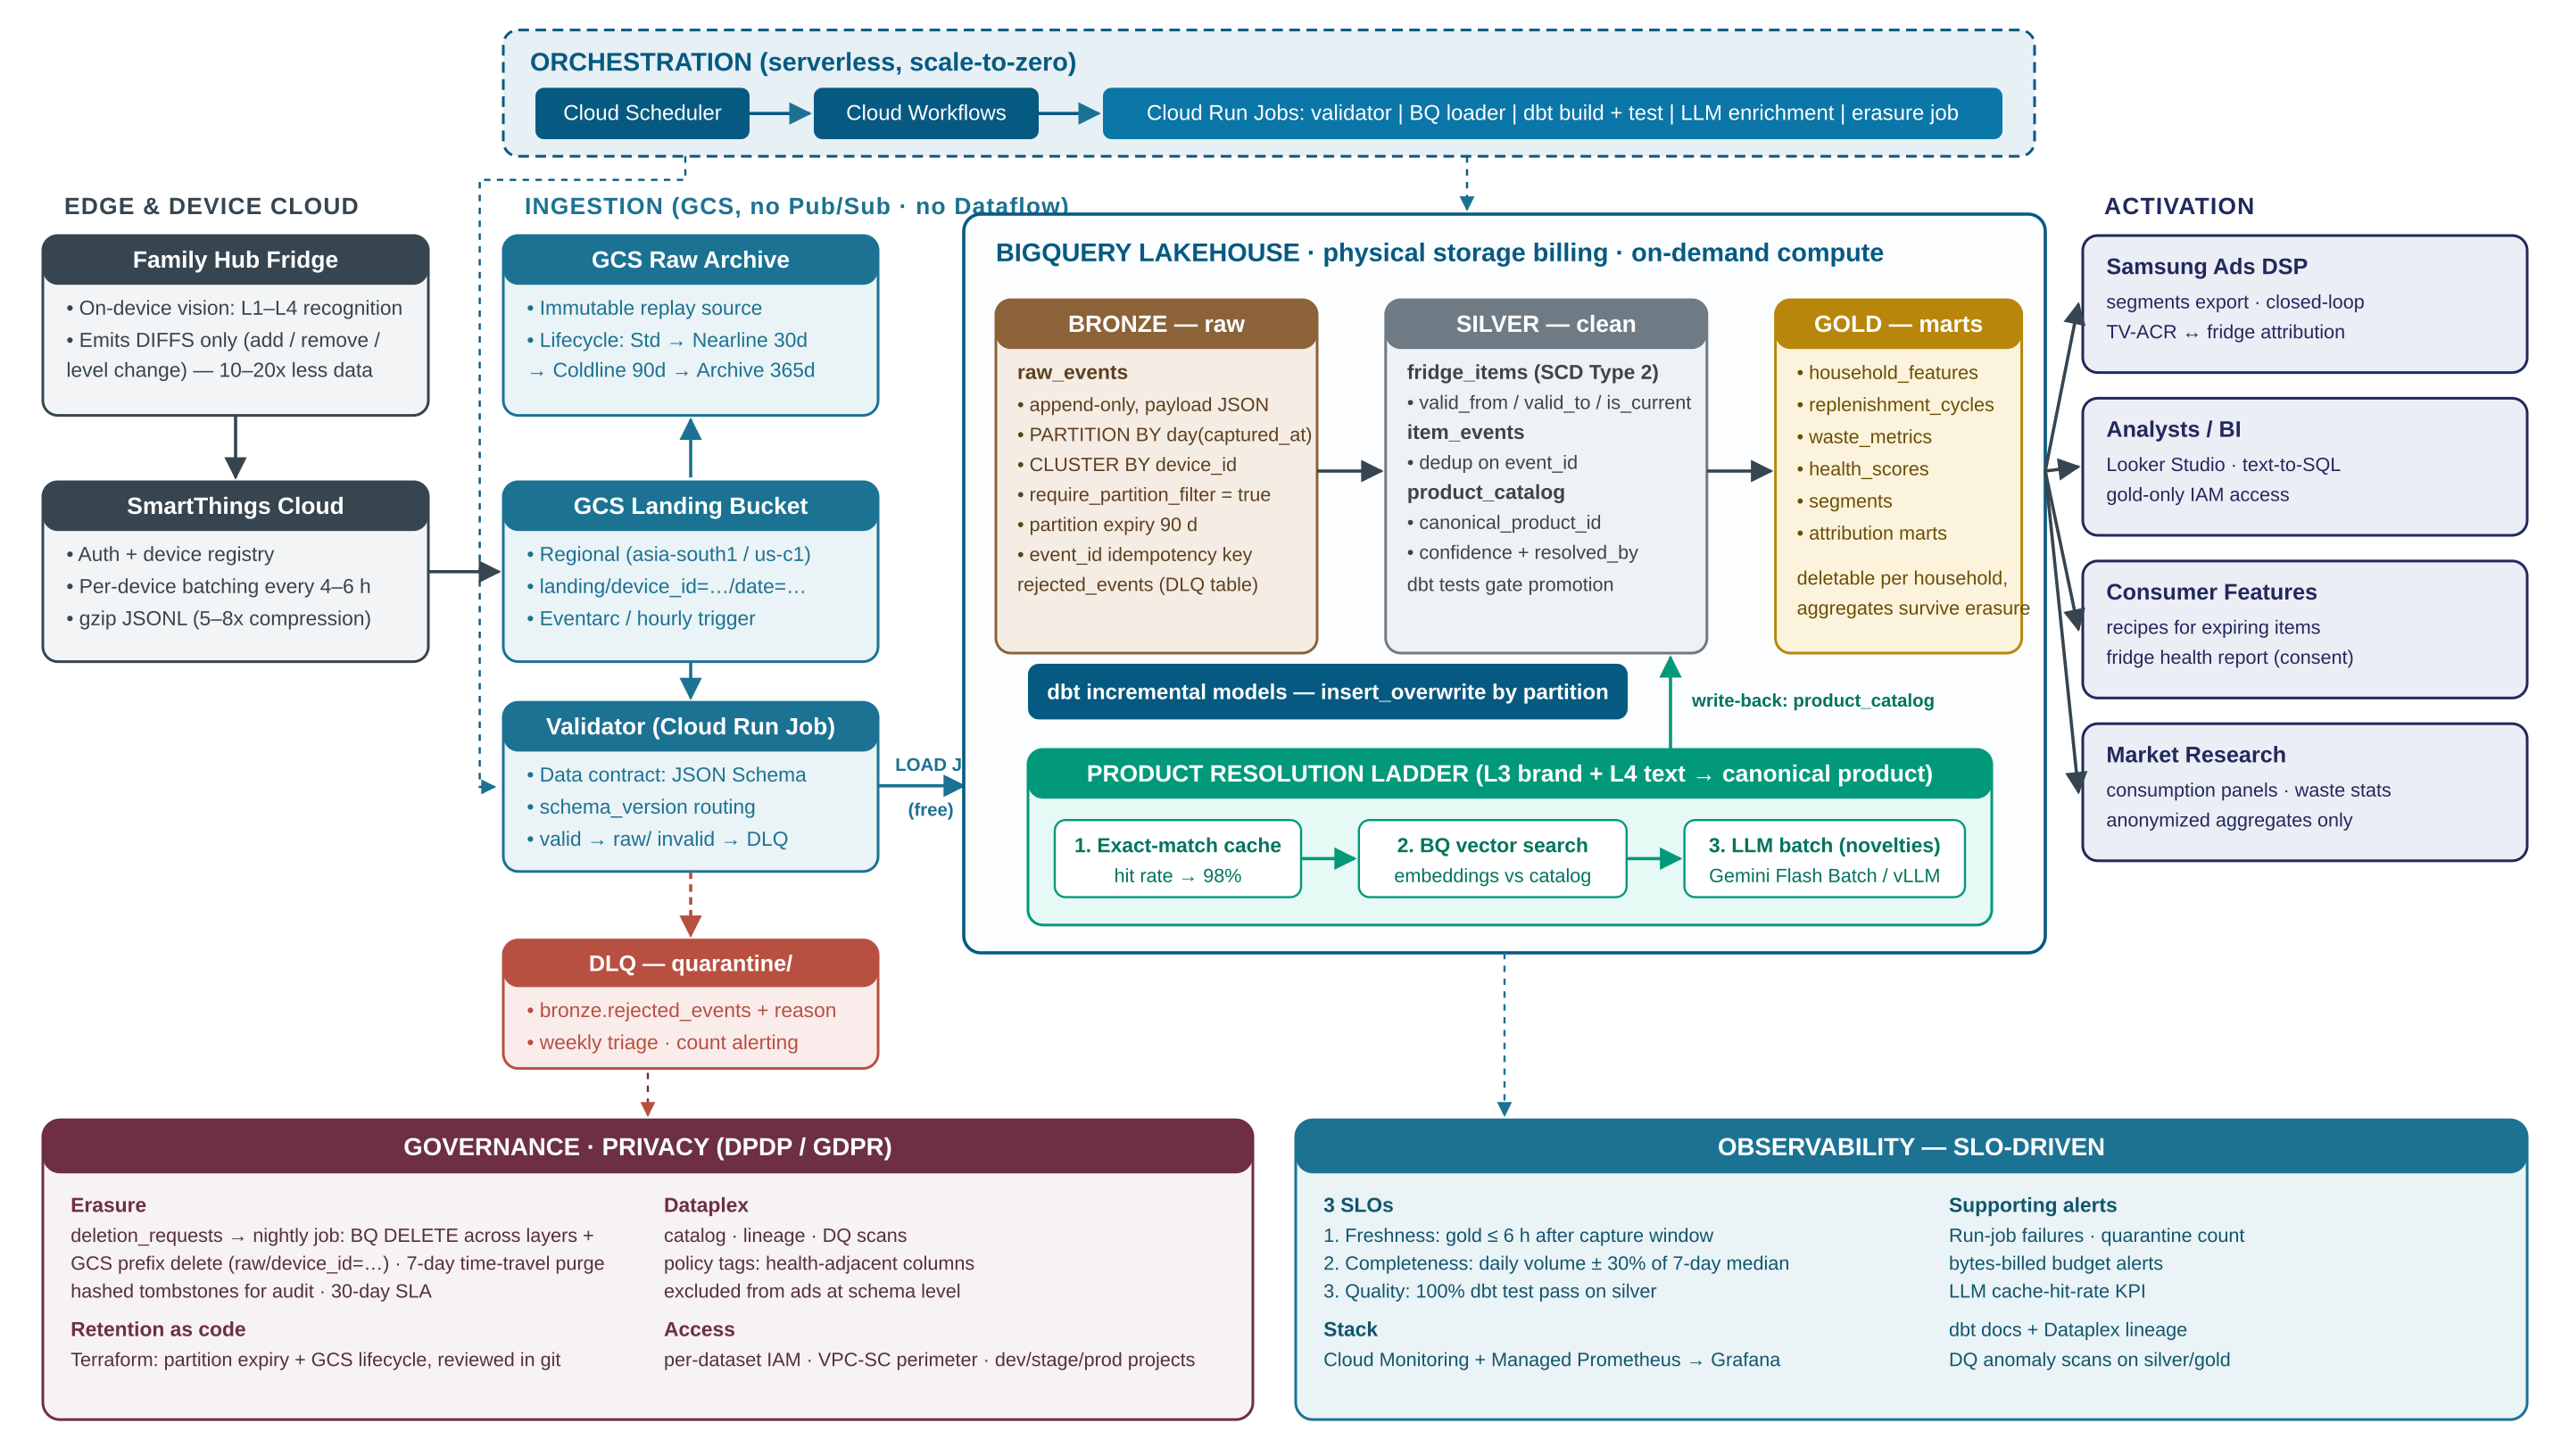 ORCHESTRATION (serverless, scale-to-zero)
Cloud Scheduler
Cloud Workflows
Cloud Run Jobs: validator | BQ loader | dbt build + test | LLM enrichment | erasure job
EDGE & DEVICE CLOUD
Family Hub Fridge
• On-device vision: L1–L4 recognition
• Emits DIFFS only (add / remove /
level change) — 10–20x less data
SmartThings Cloud
• Auth + device registry
• Per-device batching every 4–6 h
• gzip JSONL (5–8x compression)
INGESTION (GCS, no Pub/Sub · no Dataflow)
GCS Raw Archive
• Immutable replay source
• Lifecycle: Std → Nearline 30d
→ Coldline 90d → Archive 365d
GCS Landing Bucket
• Regional (asia-south1 / us-c1)
• landing/device_id=…/date=…
• Eventarc / hourly trigger
Validator (Cloud Run Job)
• Data contract: JSON Schema
• schema_version routing
• valid → raw/ invalid → DLQ
LOAD J
(free)
DLQ — quarantine/
• bronze.rejected_events + reason
• weekly triage · count alerting
BIGQUERY LAKEHOUSE · physical storage billing · on-demand compute
BRONZE — raw
raw_events
• append-only, payload JSON
• PARTITION BY day(captured_at)
• CLUSTER BY device_id
• require_partition_filter = true
• partition expiry 90 d
• event_id idempotency key
rejected_events (DLQ table)
SILVER — clean
fridge_items (SCD Type 2)
• valid_from / valid_to / is_current
item_events
• dedup on event_id
product_catalog
• canonical_product_id
• confidence + resolved_by
dbt tests gate promotion
GOLD — marts
• household_features
• replenishment_cycles
• waste_metrics
• health_scores
• segments
• attribution marts
deletable per household,
aggregates survive erasure
dbt incremental models — insert_overwrite by partition
write-back: product_catalog
PRODUCT RESOLUTION LADDER (L3 brand + L4 text → canonical product)
1. Exact-match cache
hit rate → 98%
2. BQ vector search
embeddings vs catalog
3. LLM batch (novelties)
Gemini Flash Batch / vLLM
ACTIVATION
Samsung Ads DSP
segments export · closed-loop
TV-ACR ↔ fridge attribution
Analysts / BI
Looker Studio · text-to-SQL
gold-only IAM access
Consumer Features
recipes for expiring items
fridge health report (consent)
Market Research
consumption panels · waste stats
anonymized aggregates only
GOVERNANCE · PRIVACY (DPDP / GDPR)
Erasure
deletion_requests → nightly job: BQ DELETE across layers +
GCS prefix delete (raw/device_id=…) · 7-day time-travel purge
hashed tombstones for audit · 30-day SLA
Retention as code
Terraform: partition expiry + GCS lifecycle, reviewed in git
Dataplex
catalog · lineage · DQ scans
policy tags: health-adjacent columns
excluded from ads at schema level
Access
per-dataset IAM · VPC-SC perimeter · dev/stage/prod projects
OBSERVABILITY — SLO-DRIVEN
3 SLOs
1. Freshness: gold ≤ 6 h after capture window
2. Completeness: daily volume ± 30% of 7-day median
3. Quality: 100% dbt test pass on silver
Stack
Cloud Monitoring + Managed Prometheus → Grafana
Supporting alerts
Run-job failures · quarantine count
bytes-billed budget alerts
LLM cache-hit-rate KPI
dbt docs + Dataplex lineage
DQ anomaly scans on silver/gold